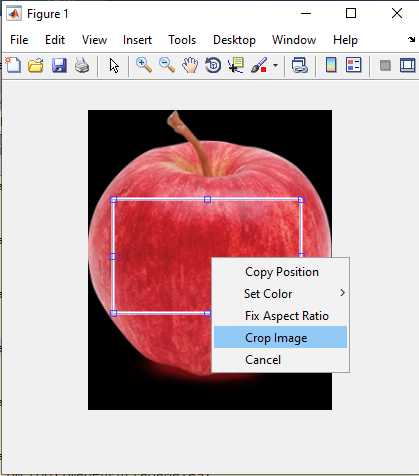 Figure 1
File Edit View Insert Tools Desktop Window Help
Copy Position
Set Color
Fix Aspect Ratio
Crop Image
Cancel